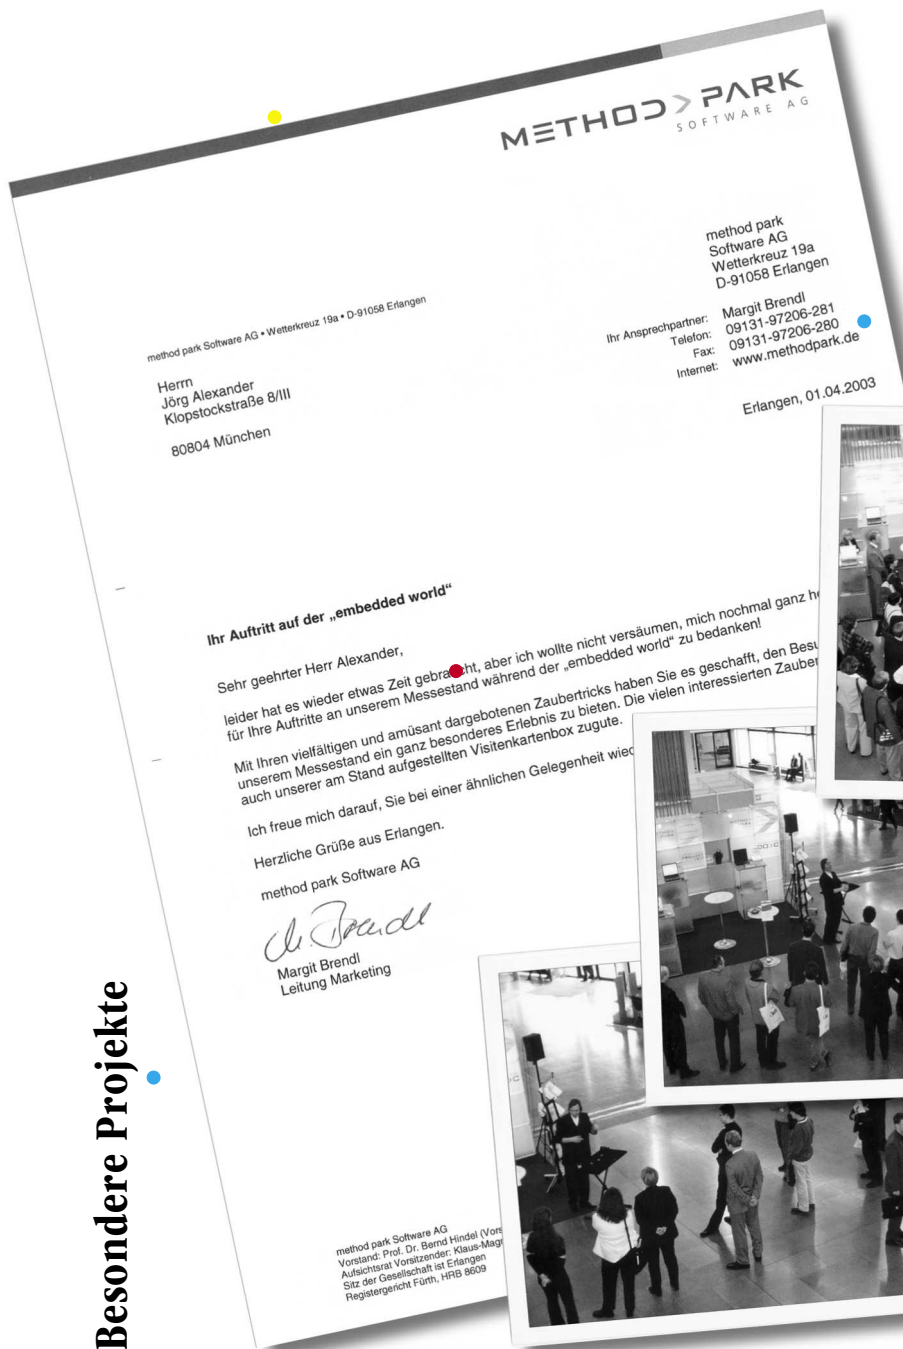 METHOD > PARK
SOFTWARE AG
method park
Software AG
Wetterkreuz 19a
D-91058 Erlangen
Ihr Ansprechpartner: Margit Brendl
Telefon: 09131-97206-281
Fax: 09131-97206-280
Internet: www.methodpark.de
Erlangen, 01.04.2003
method park Software AG • Wetterkreuz 19a • D-91058 Erlangen
Herrn
Jörg Alexander
Klopstockstraße 8/III
80804 München
Ihr Auftritt auf der „embedded world“
Sehr geehrter Herr Alexander,
leider hat es wieder etwas Zeit gebraucht, aber ich wollte nicht versäumen, mich nochmal ganz
für Ihre Auftritte an unserem Messestand während der „embedded world“ zu bedanken!
Mit Ihren vielfältigen und amüsant dargebotenen Zaubertricks haben Sie es geschafft, den
unserem Messestand ein ganz besonderes Erlebnis zu bieten. Die vielen interessierten
auch unserer am Stand aufgestellten Visitenkartenbox zugute.
Ich freue mich darauf, Sie bei einer ähnlichen Gelegenheit
Herzliche Grüße aus Erlangen.
method park Software AG
M. Brendl
Margit Brendl
Leitung Marketing
method park Software AG
Vorstand: Prof. Dr. Bernd Hindel
Aufsichtsrat Vorsitzender:
Sitz der Gesellschaft ist Erlangen
Registergericht Fürth, HRB 8609
Besondere Projekte